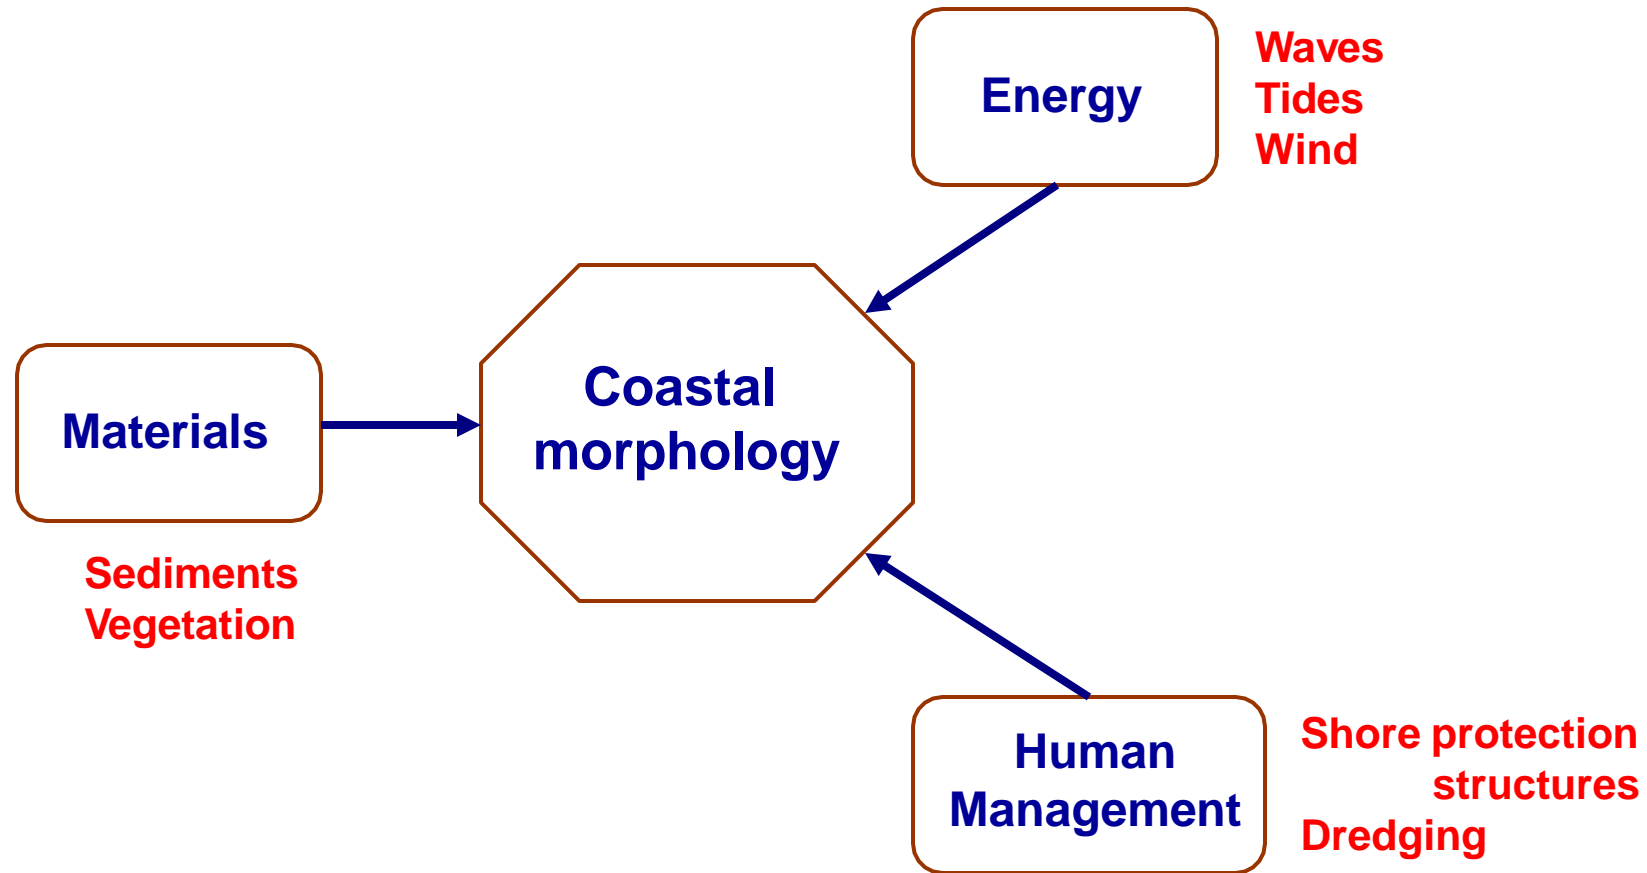 Energy
Waves
Tides
Wind
Coastal
morphology
Materials
Sediments
Vegetation
Human
Management
Shore protection
structures
Dredging